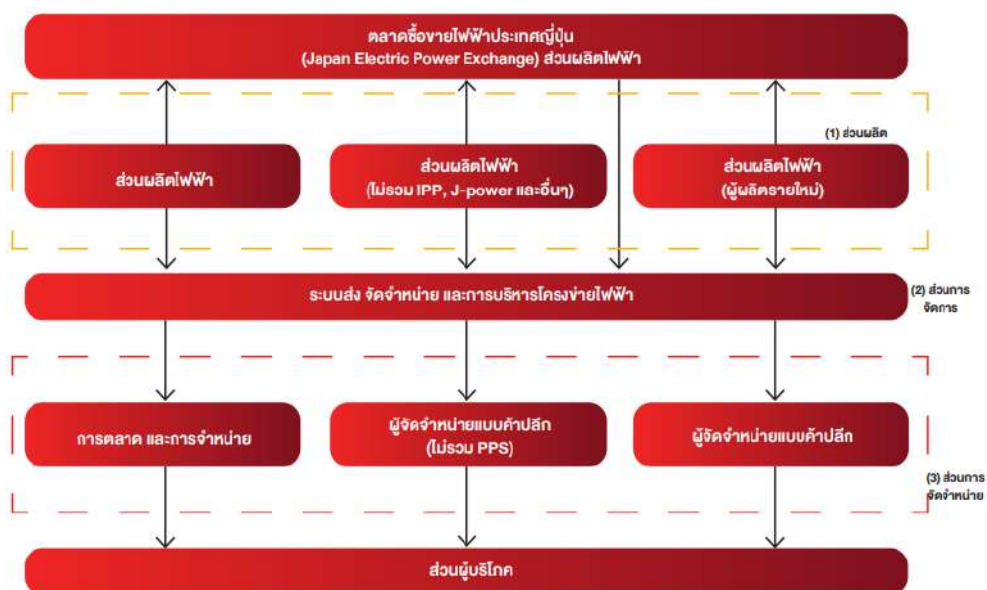 ตลาดซื้อขายไฟฟ้าประเทศญี่ปุ่น
(Japan Electric Power Exchange) ส่วนผลิตไฟฟ้า
(1) ส่วนผลิต
ส่วนผลิตไฟฟ้า
ส่วนผลิตไฟฟ้า
(ไม่รวม IPP, J-power และอื่นๆ)
ส่วนผลิตไฟฟ้า
(ผู้ผลิตรายใหม่)
ระบบส่ง จัดจำหน่าย และการบริหารโครงข่ายไฟฟ้า
(2) ส่วนการ
จัดการ
การตลาด และการจำหน่าย
ผู้จัดจำหน่ายแบบค้าปลีก
(ไม่รวม PPS)
ผู้จัดจำหน่ายแบบค้าปลีก
(3) ส่วนการ
จัดจำหน่าย
ส่วนผู้บริโภค